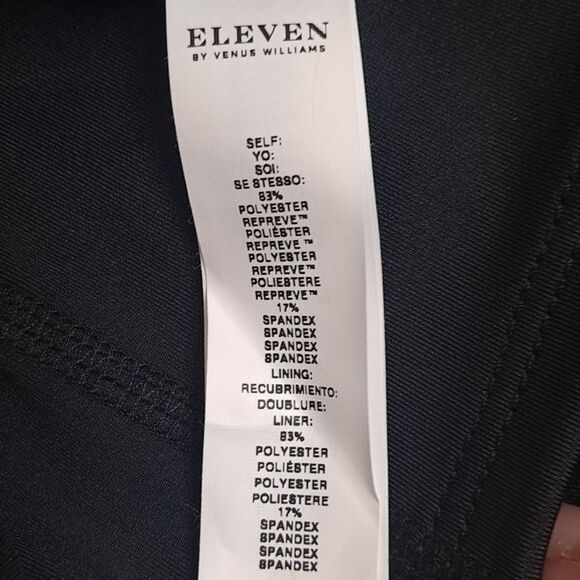 ELEVEN
BY VENUS WILLIAMS
SELF:
YO:
SOI:
SE STESSO:
83%
POLYESTER
REPREVE™
POLIÉSTER
REPREVE™
POLYESTER
REPREVE™
POLIESTERE
REPREVE™
17%
SPANDEX
SPANDEX
SPANDEX
SPANDEX
LINING:
RECUBRIMIENTO:
DOUBLURE:
LINER:
83%
POLYESTER
POLIÉSTER
POLYESTER
POLIESTERE
17%
SPANDEX
SPANDEX
SPANDEX
SPANDEX